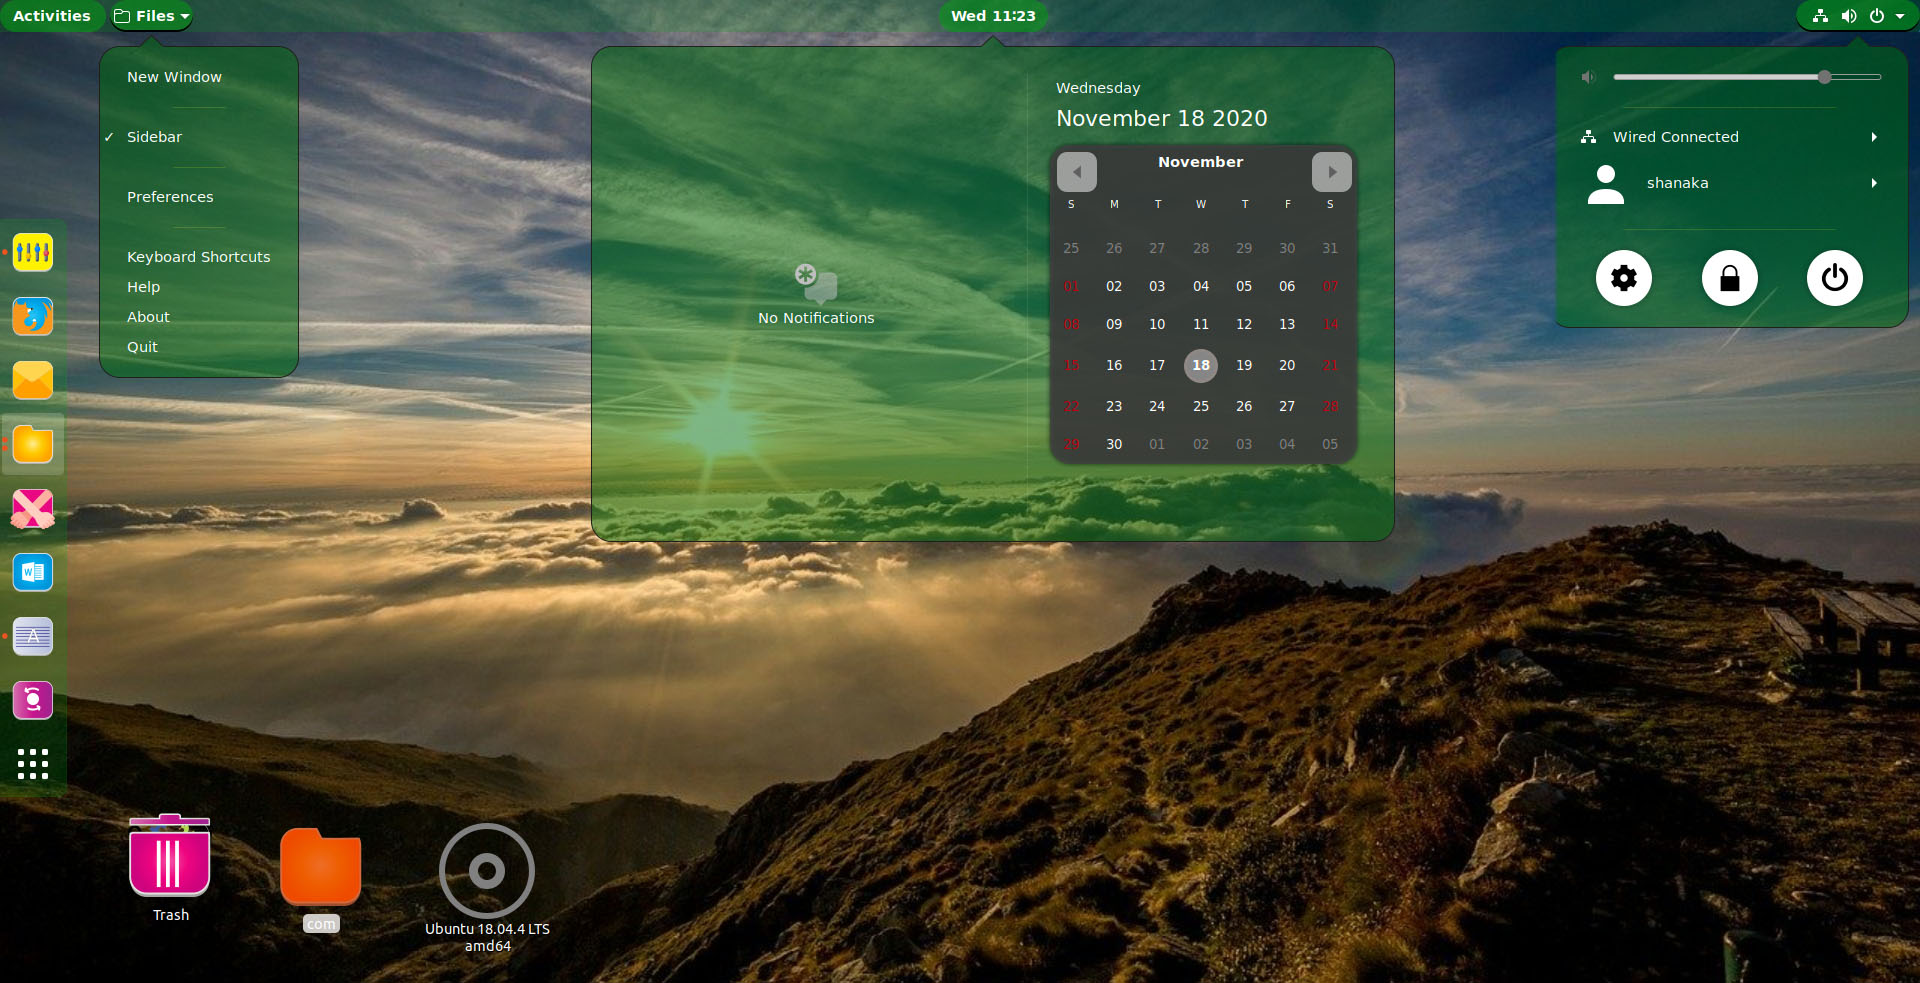 Activities
Files
Wed 11:23
New Window
✓ Sidebar
Preferences
Keyboard Shortcuts
Help
About
Quit
No Notifications
Wednesday
November 18 2020
November
S M T W T F S
25 26 27 28 29 30 31
01 02 03 04 05 06 07
08 09 10 11 12 13 14
15 16 17 18 19 20 21
22 23 24 25 26 27 28
29 30 01 02 03 04 05
Wired Connected
shanaka
W
A
Trash
com
Ubuntu 18.04.4 LTS
amd64